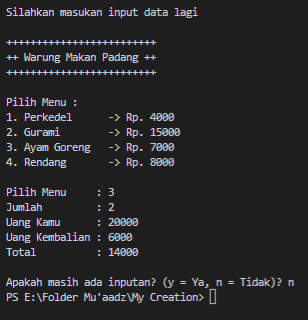 Silahkan masukan input data lagi
+++++++++++++++++++++++++
++ Warung Makan Padang ++
+++++++++++++++++++++++++
Pilih Menu :
1. Perkedel -> Rp. 4000
2. Gurami -> Rp. 15000
3. Ayam Goreng -> Rp. 7000
4. Rendang -> Rp. 8000
Pilih Menu : 3
Jumlah : 2
Uang Kamu : 20000
Uang Kembalian : 6000
Total : 14000
Apakah masih ada inputan? (y = Ya, n = Tidak)? n
PS E:\Folder Mu'aadz\My Creation>